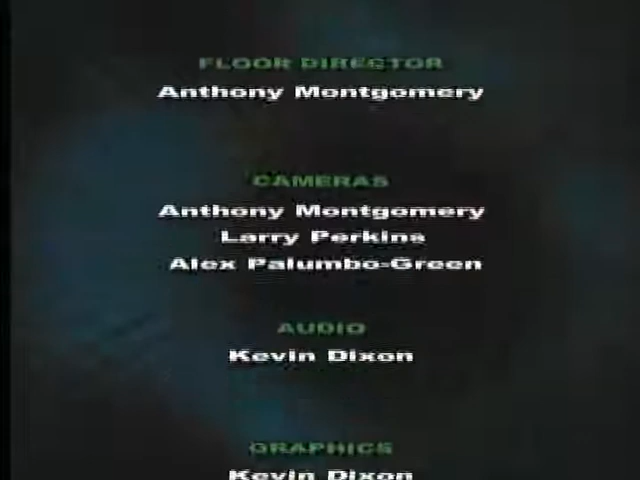 FLOOR DIRECTOR
Anthony Montgomery
CAMERAS
Anthony Montgomery
Larry Perkins
Alex Palumbo-Green
AUDIO
Kevin Dixon
GRAPHICS
Kevin Dixon